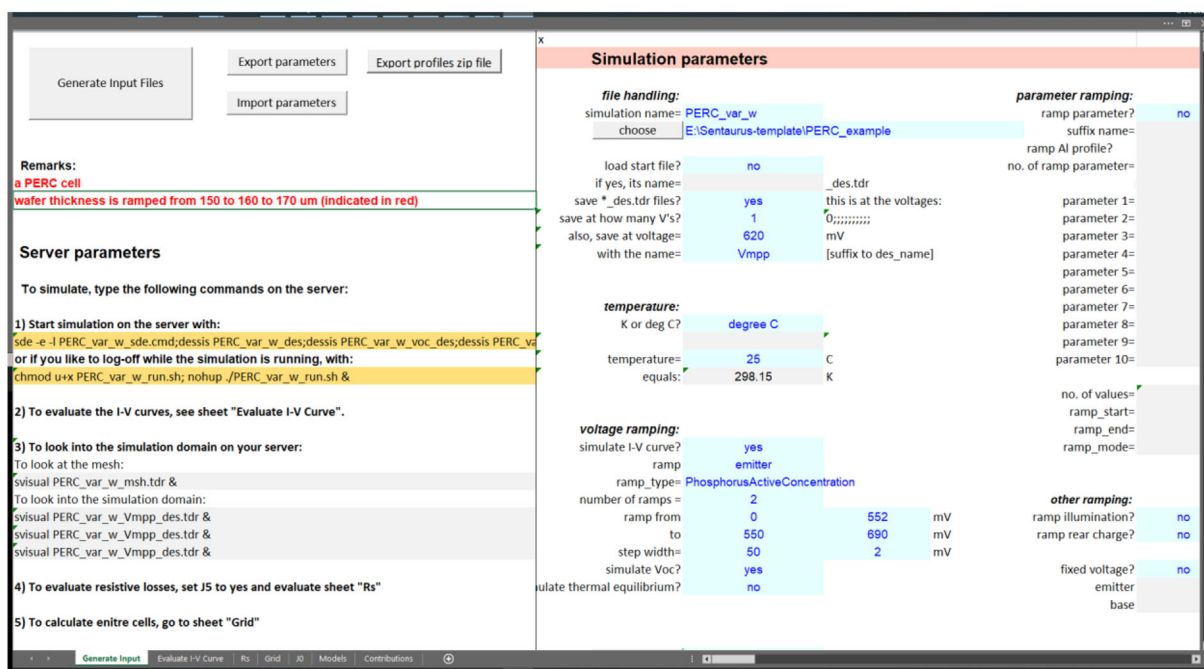 Generate Input Files
Export parameters
Export profiles zip file
Import parameters
Remarks:
a PERC cell
wafer thickness is ramped from 150 to 160 to 170 um (indicated in red)
Server parameters
To simulate, type the following commands on the server:
1) Start simulation on the server with:
sde -e -l PERC_var_w_sde.cmd;dessis PERC_var_w_des;dessis PERC_var_w_voc_des;dessis PERC_va
or if you like to log-off while the simulation is running, with:
chmod u+x PERC_var_w_run.sh; nohup ./PERC_var_w_run.sh &
2) To evaluate the I-V curves, see sheet "Evaluate I-V Curve".
3) To look into the simulation domain on your server:
To look at the mesh:
svisual PERC_var_w_msh.tdr &
To look into the simulation domain:
svisual PERC_var_w_Vmpp_des.tdr &
svisual PERC_var_w_Vmpp_des.tdr &
svisual PERC_var_w_Vmpp_des.tdr &
4) To evaluate resistive losses, set J5 to yes and evaluate sheet "Rs"
5) To calculate enitre cells, go to sheet "Grid"
x
Simulation parameters
file handling:
simulation name= PERC_var_w
choose E:\Sentaurus-template\PERC_example
load start file? no
if yes, its name= _des.tdr
save *_des.tdr files? yes this is at the voltages:
save at how many V's? 1 0;;;;;;;;;;
also, save at voltage= 620 mV
with the name= Vmpp [suffix to des_name]
temperature:
K or deg C? degree C
temperature= 25 C
equals: 298.15 K
voltage ramping:
simulate I-V curve? yes
ramp emitter
ramp_type= PhosphorusActiveConcentration
number of ramps = 2
ramp from 0 552 mV
to 550 690 mV
step width= 50 2 mV
simulate Voc? yes
ulate thermal equilibrium? no
parameter ramping:
ramp parameter? no
suffix name=
ramp Al profile?
no. of ramp parameter=
parameter 1=
parameter 2=
parameter 3=
parameter 4=
parameter 5=
parameter 6=
parameter 7=
parameter 8=
parameter 9=
parameter 10=
no. of values=
ramp_start=
ramp_end=
ramp_mode=
other ramping:
ramp illumination? no
ramp rear charge? no
fixed voltage? no
emitter
base
Generate Input Evaluate I-V Curve Rs Grid J0 Models Contributions